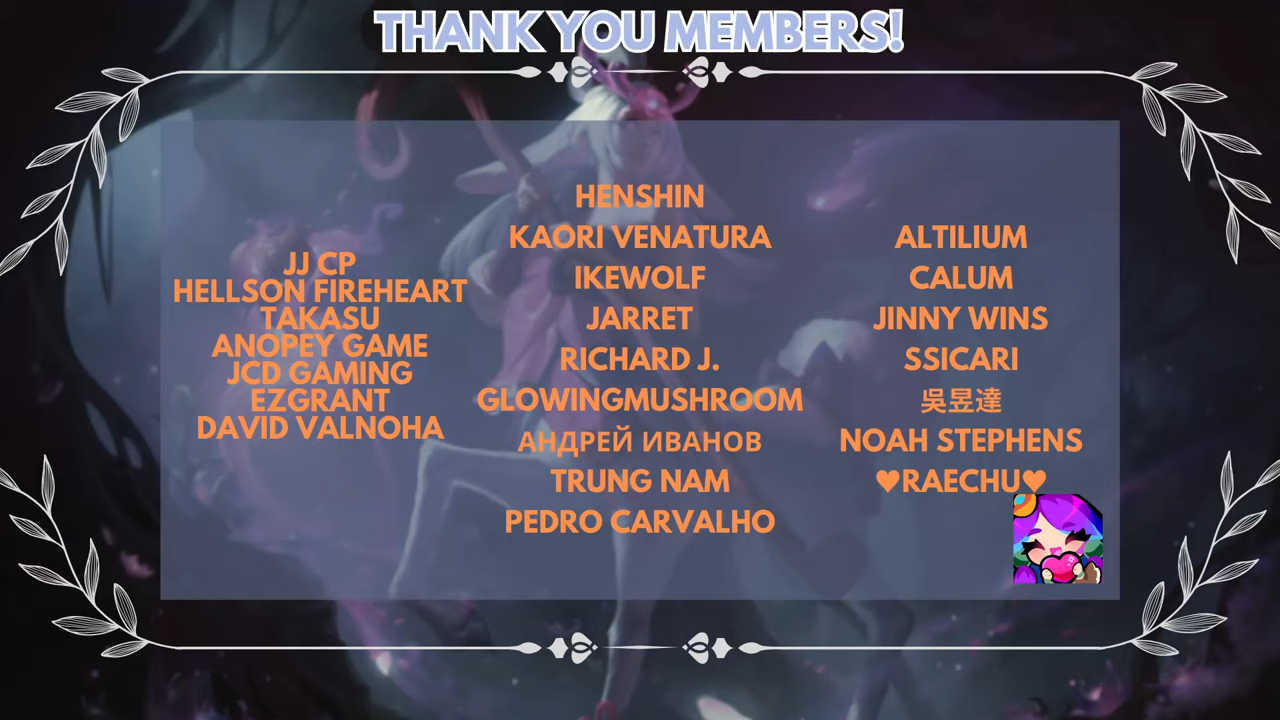 THANK YOU MEMBERS!
JJ CP
HELLSON FIREHEART
TAKASU
ANOPEY GAME
JCD GAMING
EZGRANT
DAVID VALNOHA
HENSHIN
KAORI VENATURA
IKEWOLF
JARRET
RICHARD J.
GLOWINGMUSHROOM
АНДРЕЙ ИВАНОВ
TRUNG NAM
PEDRO CARVALHO
ALTILIUM
CALUM
JINNY WINS
SSICARI
吳昱達
NOAH STEPHENS
♥RAECHU♥